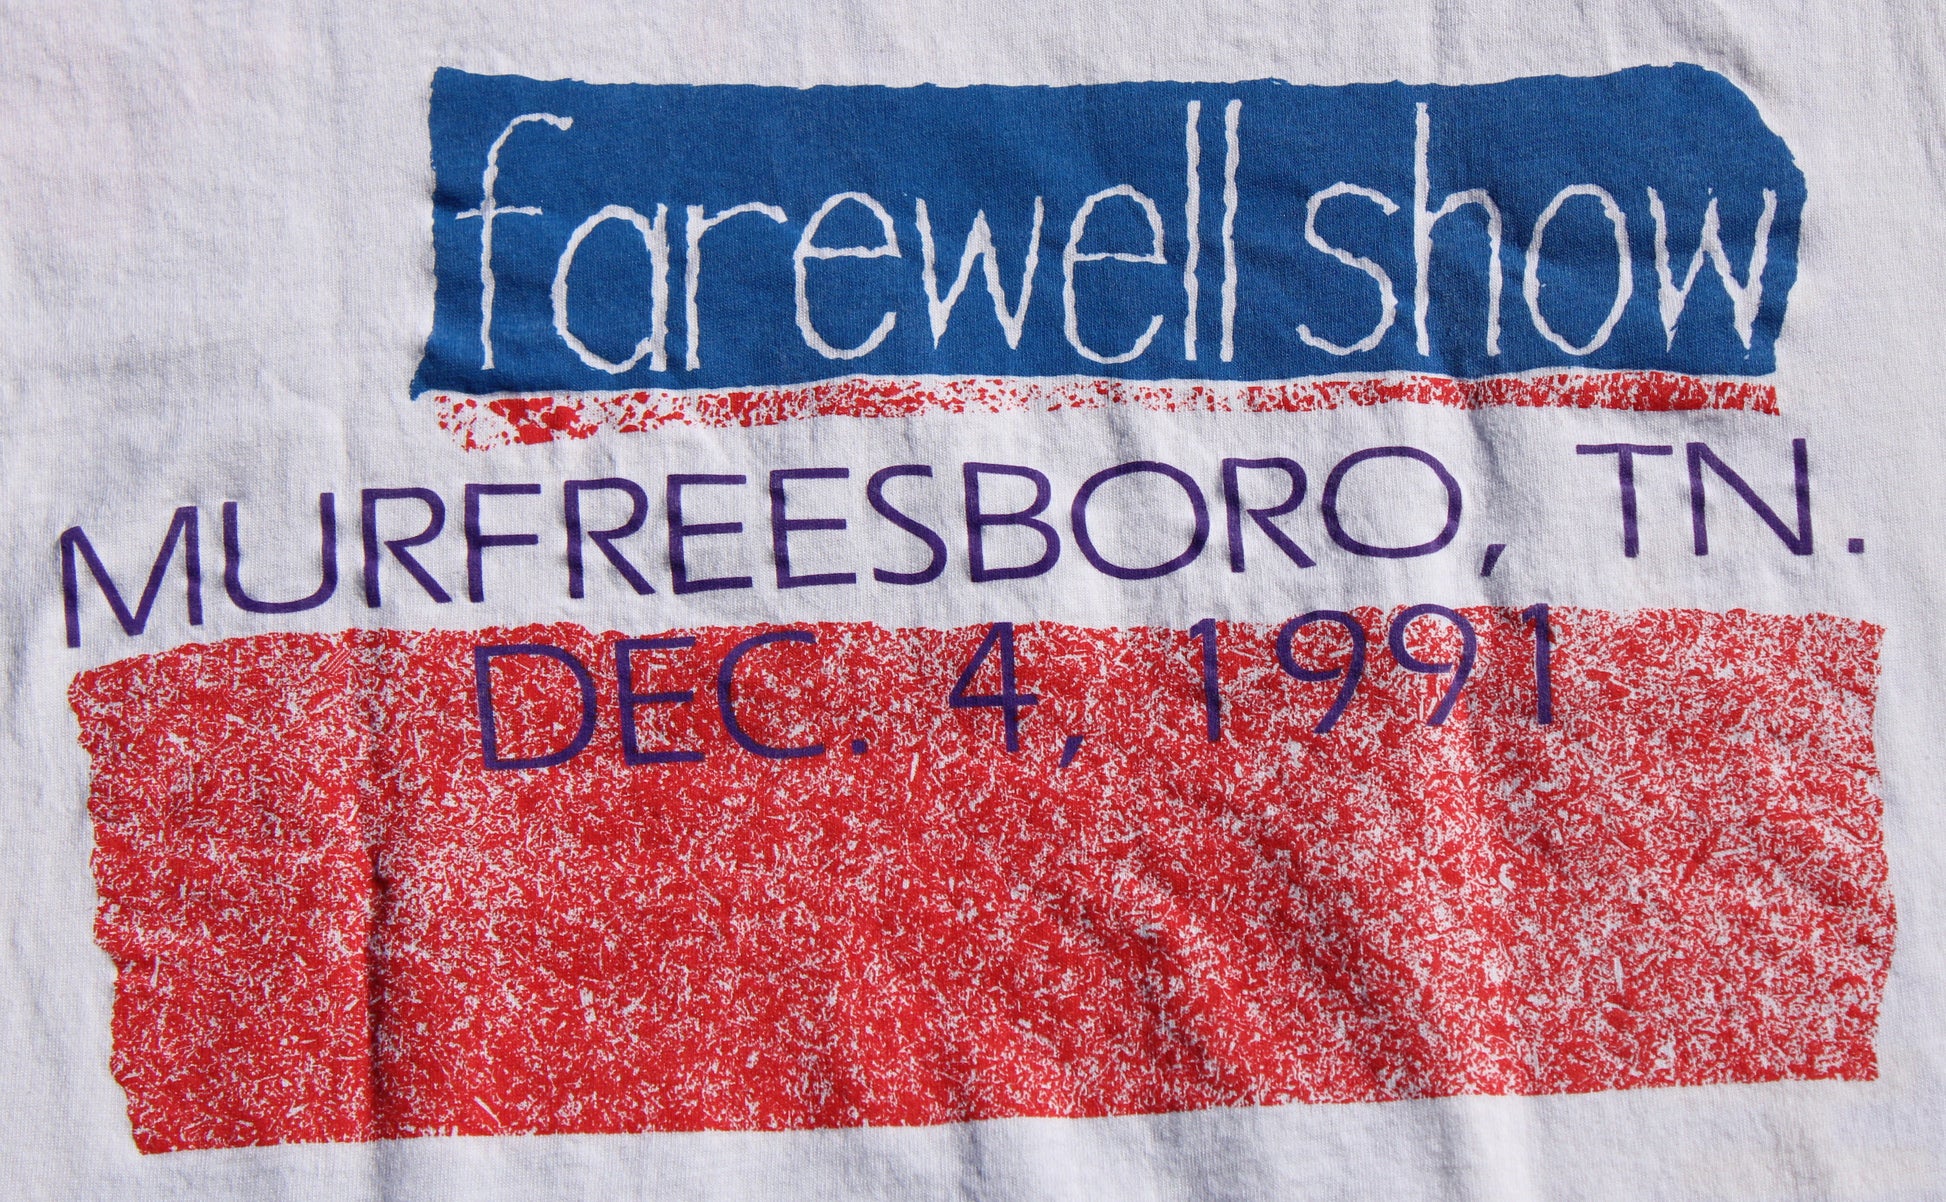 farewell show
MURFREESBORO, TN.
DEC. 4, 1991